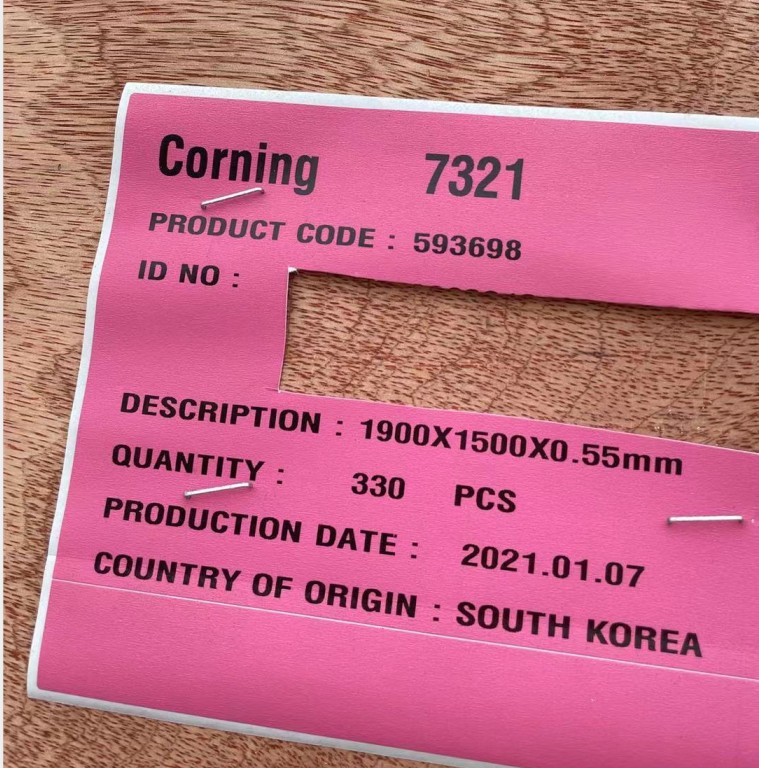 Corning 7321
PRODUCT CODE : 593698
ID NO :
DESCRIPTION : 1900X1500X0.55mm
QUANTITY : 330 PCS
PRODUCTION DATE : 2021.01.07
COUNTRY OF ORIGIN : SOUTH KOREA